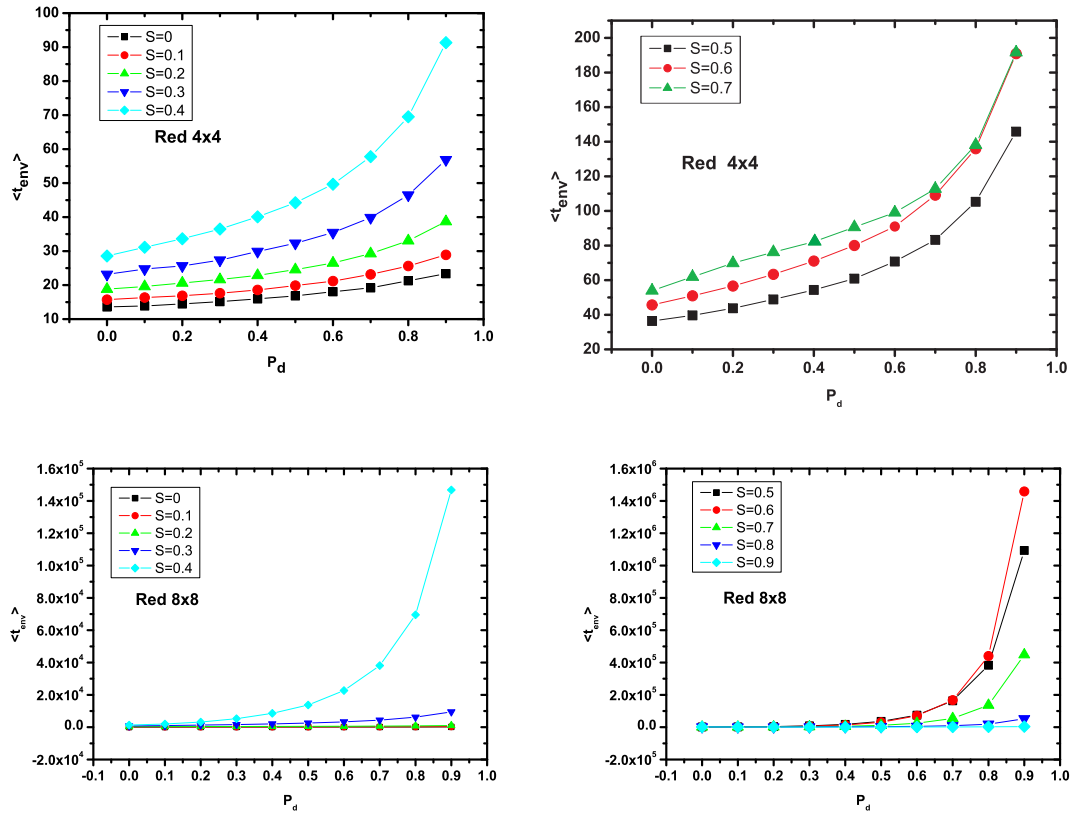 100
90
80
70
60
50
40
30
20
10
<t_env>
S=0
S=0.1
S=0.2
S=0.3
S=0.4
Red 4x4
0.0 0.2 0.4 0.6 0.8 1.0
P_d
200
180
160
140
120
100
80
60
40
20
<t_env>
S=0.5
S=0.6
S=0.7
Red 4x4
0.0 0.2 0.4 0.6 0.8 1.0
P_d
1.6x10^5
1.4x10^5
1.2x10^5
1.0x10^5
8.0x10^4
6.0x10^4
4.0x10^4
2.0x10^4
0.0
-2.0x10^4
<t_env>
S=0
S=0.1
S=0.2
S=0.3
S=0.4
Red 8x8
-0.1 0.0 0.1 0.2 0.3 0.4 0.5 0.6 0.7 0.8 0.9 1.0
P_d
1.6x10^6
1.4x10^6
1.2x10^6
1.0x10^6
8.0x10^5
6.0x10^5
4.0x10^5
2.0x10^5
0.0
-2.0x10^5
<t_env>
S=0.5
S=0.6
S=0.7
S=0.8
S=0.9
Red 8x8
-0.1 0.0 0.1 0.2 0.3 0.4 0.5 0.6 0.7 0.8 0.9 1.0
P_d